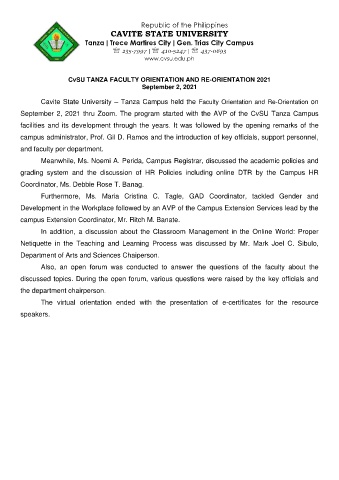 Republic of the Philippines
CAVITE STATE UNIVERSITY
Tanza | Trece Martires City | Gen. Trias City Campus
☏ 235-7997 | ☏ 410-5247 | ☏ 437-0693
www.cvsu.edu.ph
CvSU TANZA FACULTY ORIENTATION AND RE-ORIENTATION 2021
September 2, 2021
Cavite State University – Tanza Campus held the Faculty Orientation and Re-Orientation on
September 2, 2021 thru Zoom. The program started with the AVP of the CvSU Tanza Campus
facilities and its development through the years. It was followed by the opening remarks of the
campus administrator, Prof. Gil D. Ramos and the introduction of key officials, support personnel,
and faculty per department.
Meanwhile, Ms. Noemi A. Perida, Campus Registrar, discussed the academic policies and
grading system and the discussion of HR Policies including online DTR by the Campus HR
Coordinator, Ms. Debbie Rose T. Banag.
Furthermore, Ms. Maria Cristina C. Tagle, GAD Coordinator, tackled Gender and
Development in the Workplace followed by an AVP of the Campus Extension Services lead by the
campus Extension Coordinator, Mr. Ritch M. Banate.
In addition, a discussion about the Classroom Management in the Online World: Proper
Netiquette in the Teaching and Learning Process was discussed by Mr. Mark Joel C. Sibulo,
Department of Arts and Sciences Chaiperson.
Also, an open forum was conducted to answer the questions of the faculty about the
discussed topics. During the open forum, various questions were raised by the key officials and
the department chairperson.
The virtual orientation ended with the presentation of e-certificates for the resource
speakers.